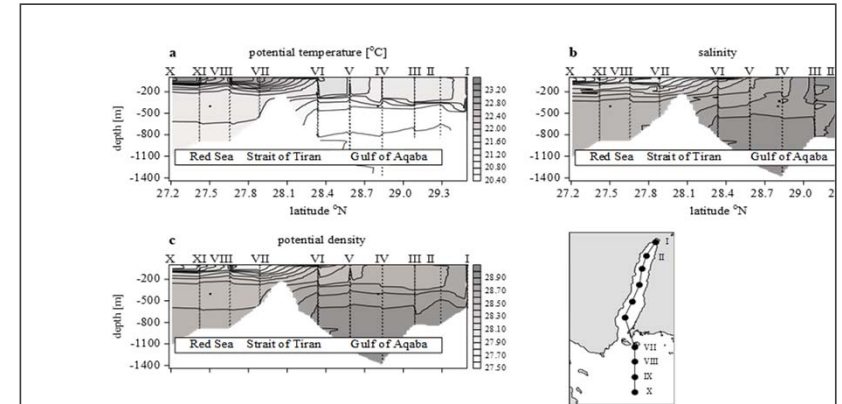 a potential temperature [°C]
X XI VIII VII VI V IV III II I
-200
-500
-800
-1100
-1400
depth [m]
Red Sea Strait of Tiran Gulf of Aqaba
27.2 27.5 27.8 28.1 28.4 28.7 29.0 29.3
latitude °N
23.20
22.80
22.40
22.00
21.60
21.20
20.80
20.40
b salinity
X XI VIII VII VI V IV III II
-200
-500
-800
-1100
-1400
Red Sea Strait of Tiran Gulf of Aqaba
27.2 27.5 27.8 28.1 28.4 28.7 29.0 2
latitude °N
c potential density
X XI VIII VII VI V IV III II I
-200
-500
-800
-1100
-1400
depth [m]
Red Sea Strait of Tiran Gulf of Aqaba
28.90
28.70
28.50
28.30
28.10
27.90
27.70
27.50
I
II
VII
VIII
IX
X